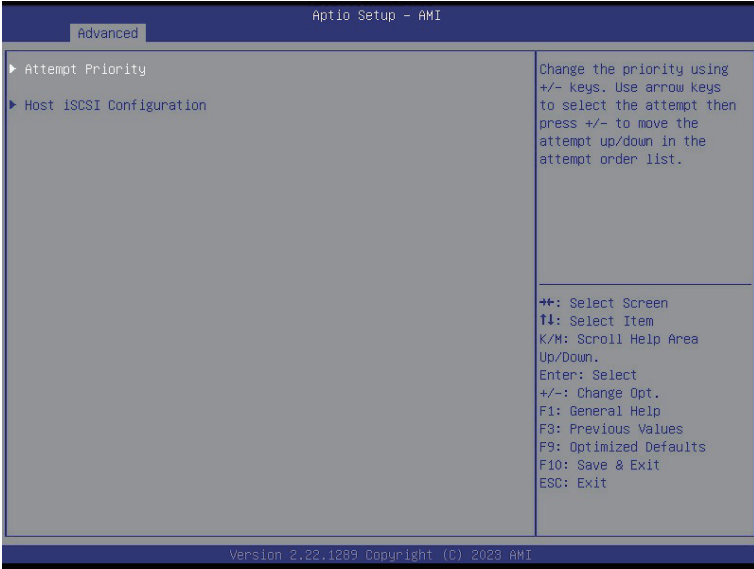 Aptio Setup – AMI
Advanced
▶ Attempt Priority
▶ Host iSCSI Configuration
Change the priority using
+/- keys. Use arrow keys
to select the attempt then
press +/- to move the
attempt up/down in the
attempt order list.
→←: Select Screen
↑↓: Select Item
K/M: Scroll Help Area
Up/Down.
Enter: Select
+/-: Change Opt.
F1: General Help
F3: Previous Values
F9: Optimized Defaults
F10: Save & Exit
ESC: Exit
Version 2.22.1289 Copyright (C) 2023 AMI